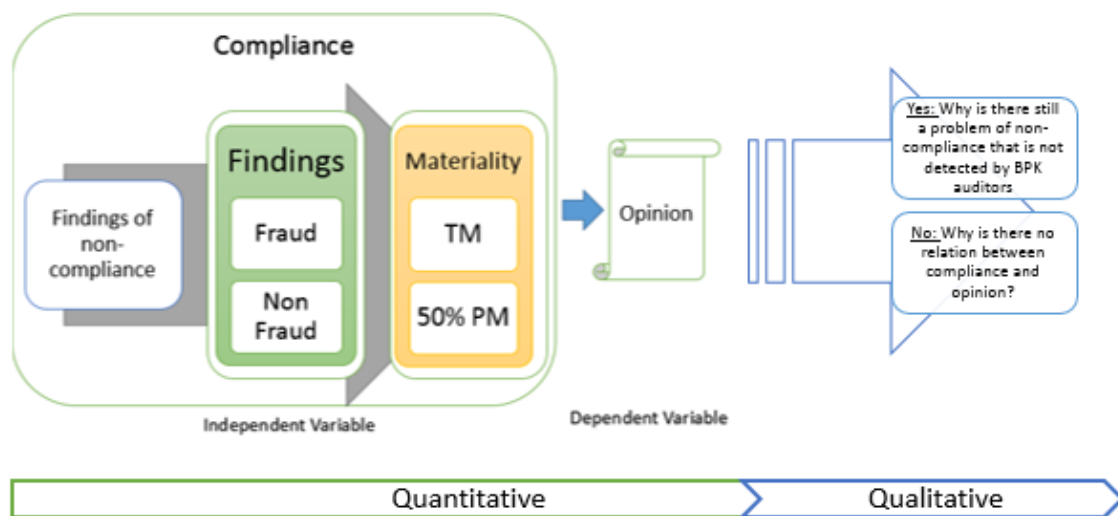 Compliance
Findings of
non-
compliance
Findings
Fraud
Non
Fraud
Materiality
TM
50% PM
Opinion
Yes: Why is there still
a problem of non-
compliance that is not
detected by BPK
auditors
No: Why is there no
relation between
compliance and
opinion?
Independent Variable
Dependent Variable
Quantitative
Qualitative